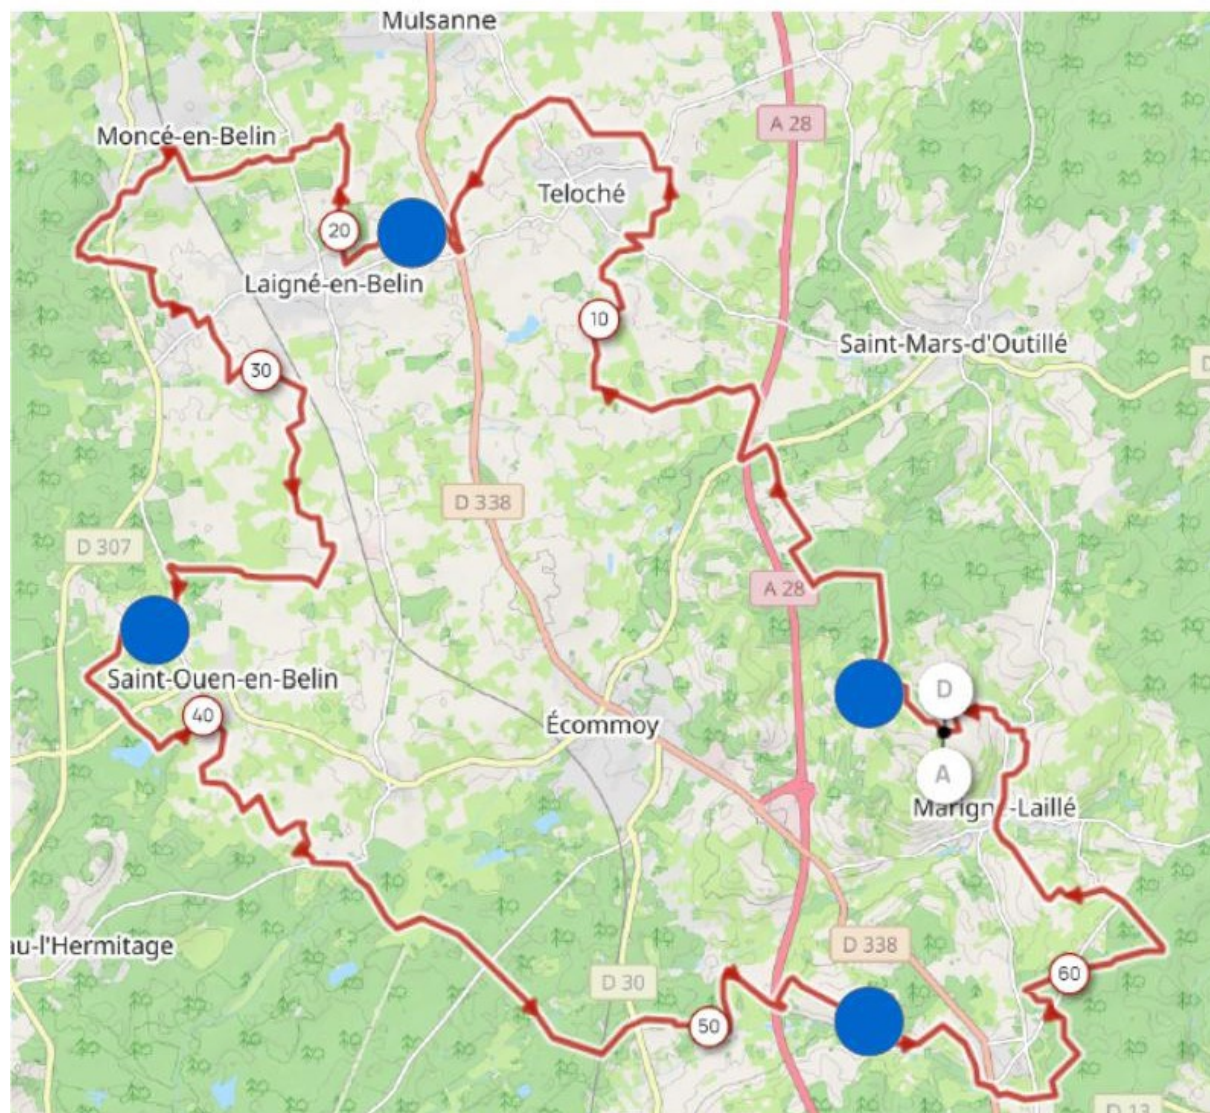 Mulsanne
A 28
Moncé-en-Belin
Teloché
20
Laigné-en-Belin
10
Saint-Mars-d'Outillé
30
D 338
D 307
A 28
Saint-Ouen-en-Belin
D
40
Écommoy
A
au-l'Hermitage
D 338
60
D 30
50